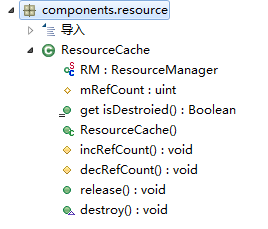 components.resource
导入
ResourceCache
RM : ResourceManager
mRefCount : uint
get isDestroied() : Boolean
ResourceCache()
incRefCount() : void
decRefCount() : void
release() : void
destroy() : void